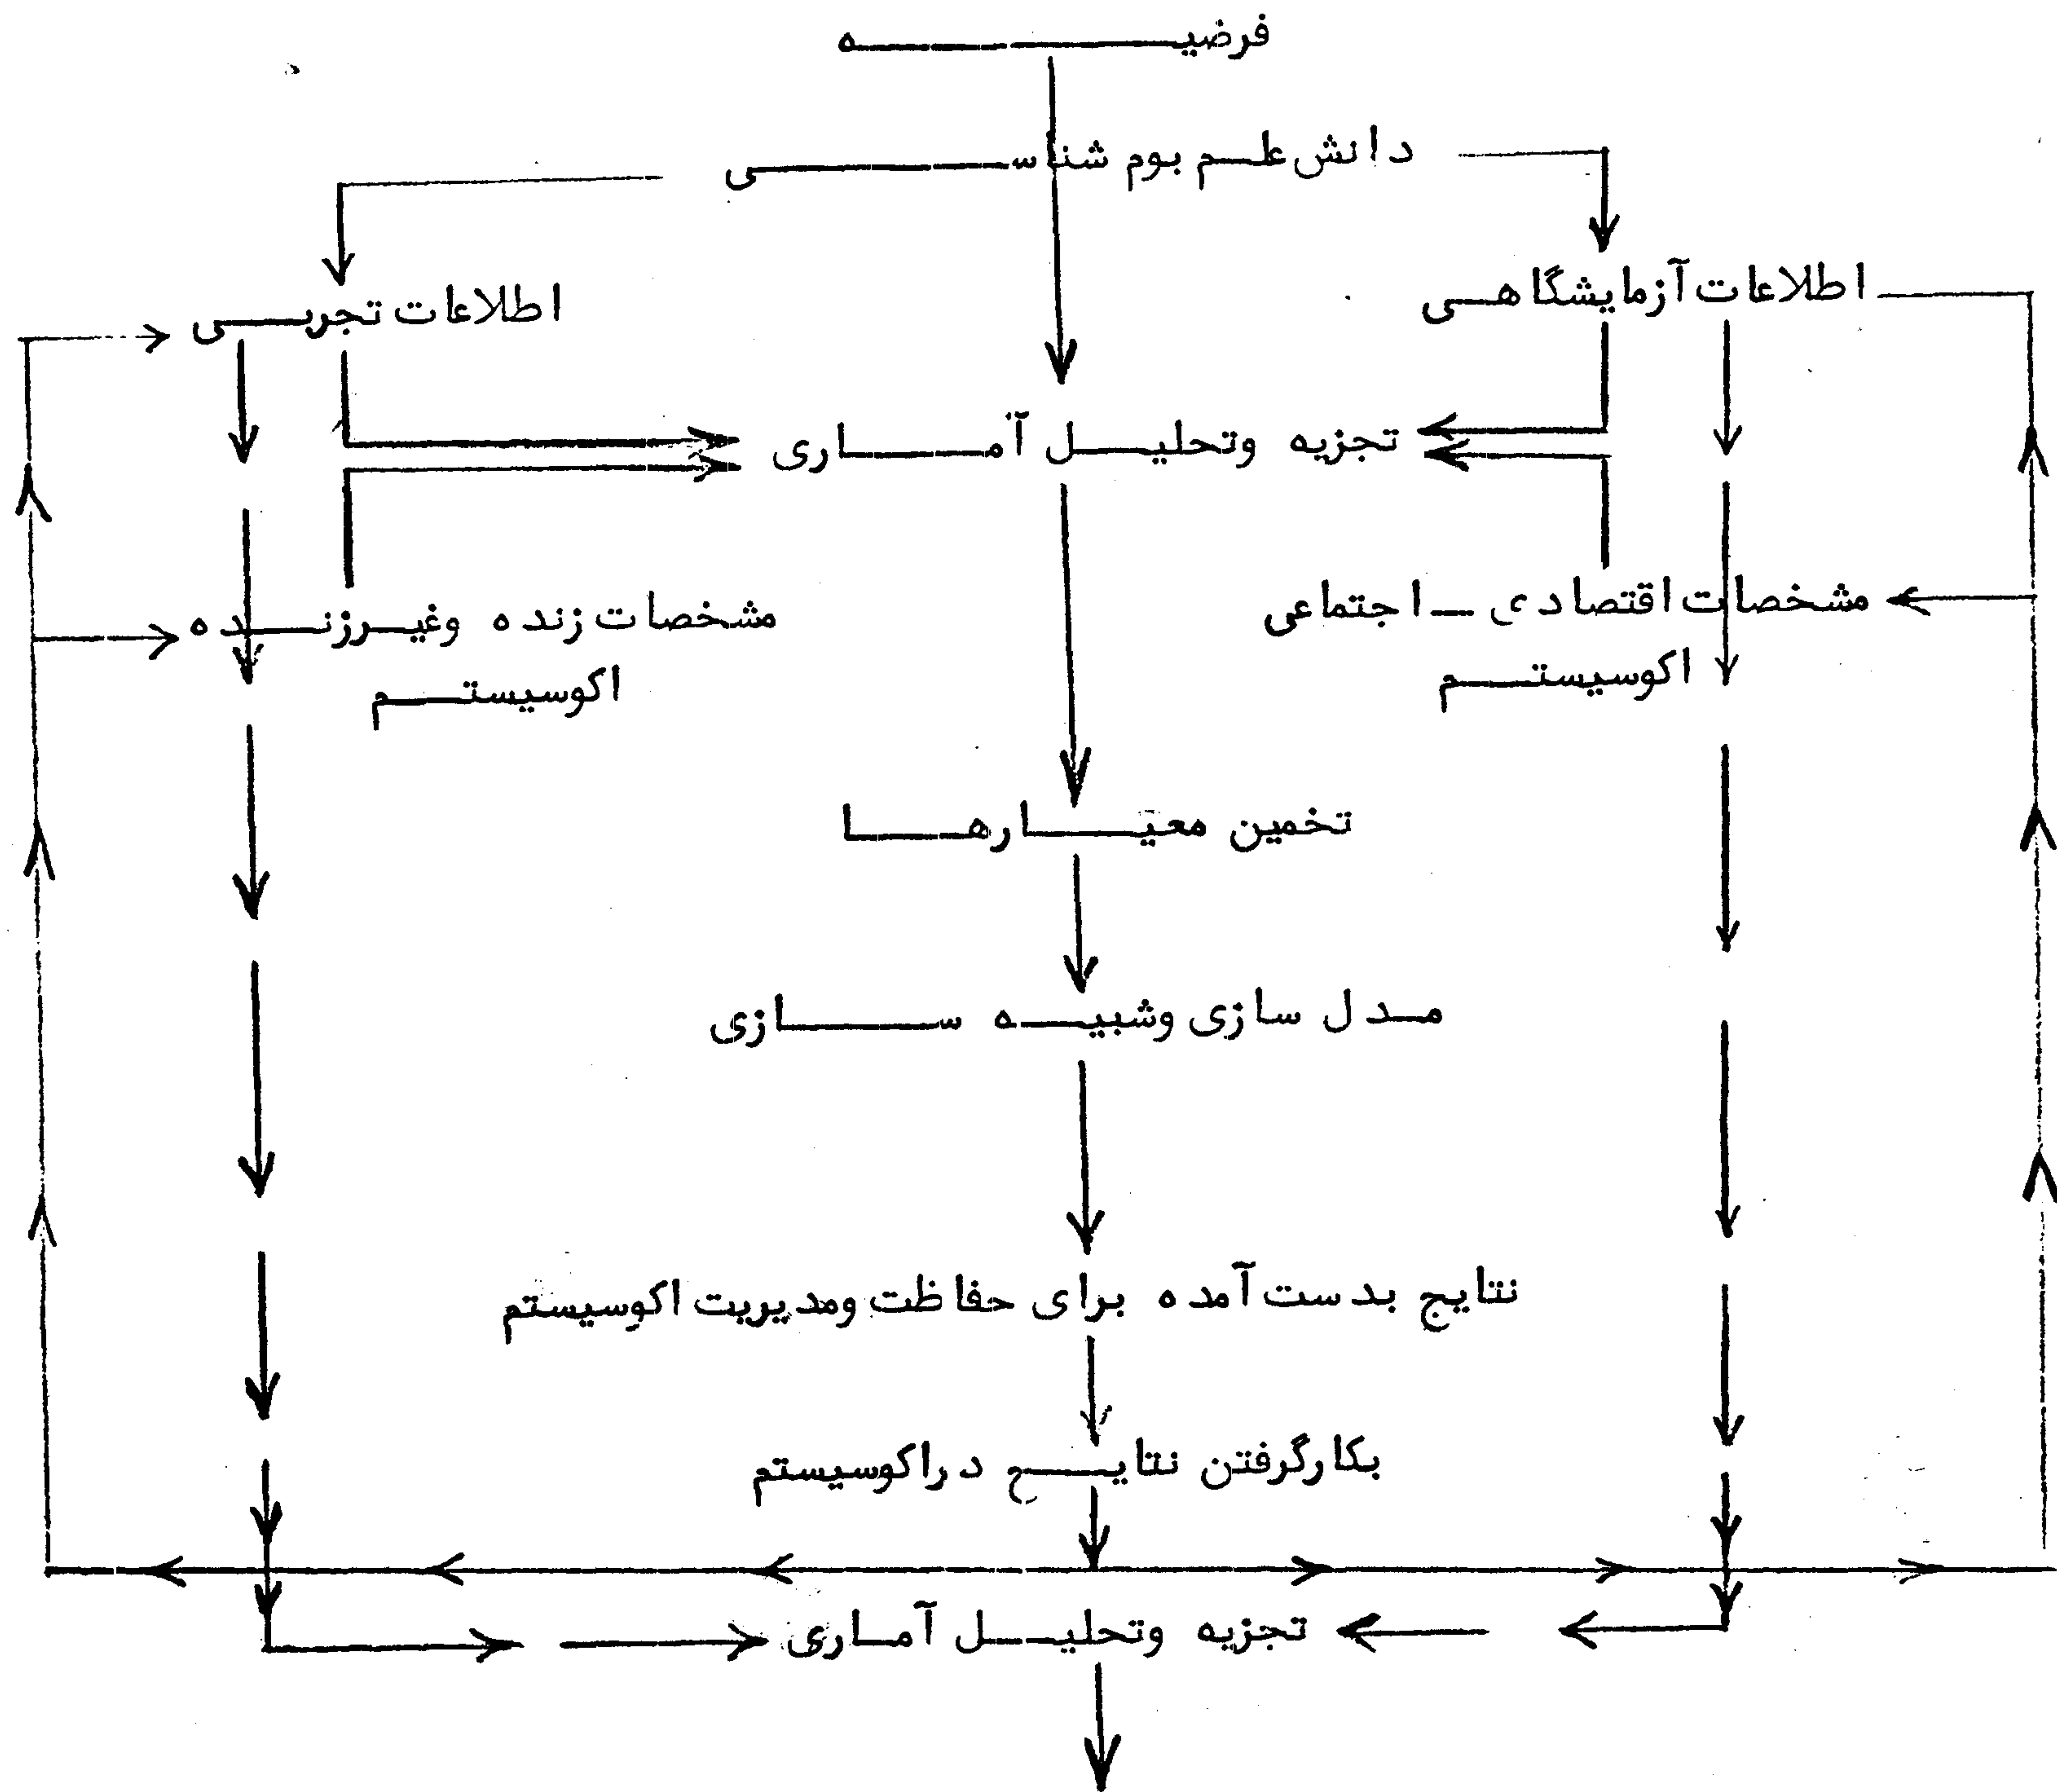 فرضیه
دانش علم بوم شناسی
اطلاعات آزمایشگاهی
اطلاعات تجربی
تجزیه وتحلیل آماری
مشخصات اقتصادی – اجتماعی
اکوسیستم
مشخصات زنده وغیرزنده
اکوسیستم
تخمین معیارها
مدل سازی وشبیه سازی
نتایج بدست آمده برای حفاظت ومدیریت اکوسیستم
بکارگرفتن نتایج دراکوسیستم
تجزیه وتحلیل آماری